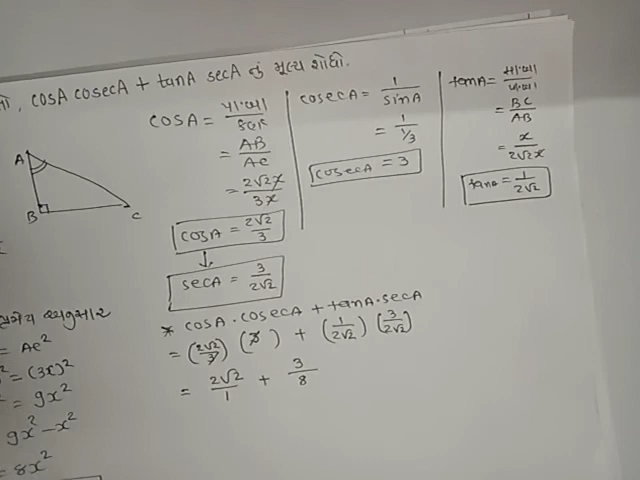 તો, cosA cosecA + tanA secA નું મૂલ્ય શોધો.
A
B
C
cosA = પા.બા / કર્ણ
= AB / AC
= 2√2x / 3x
cosA = 2√2 / 3
↓
secA = 3 / 2√2
cosecA = 1 / sinA
= 1 / 1/3
cosecA = 3
tanA = સા.બા / પા.બા
= BC / AB
= x / 2√2x
tanA = 1 / 2√2
= AC²
= (3x)²
= 9x²
9x² - x²
= 8x²
* cosA · cosecA + tanA · secA
= (2√2 / 3) (3) + (1 / 2√2) (3 / 2√2)
= 2√2 / 1 + 3 / 8